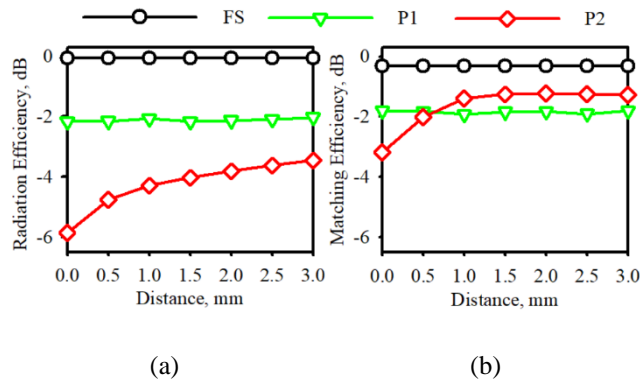 FS P1 P2
Radiation Efficiency, dB
0
-2
-4
-6
0.0 0.5 1.0 1.5 2.0 2.5 3.0
Distance, mm
(a)
Matching Efficiency, dB
0
-2
-4
-6
0.0 0.5 1.0 1.5 2.0 2.5 3.0
Distance, mm
(b)